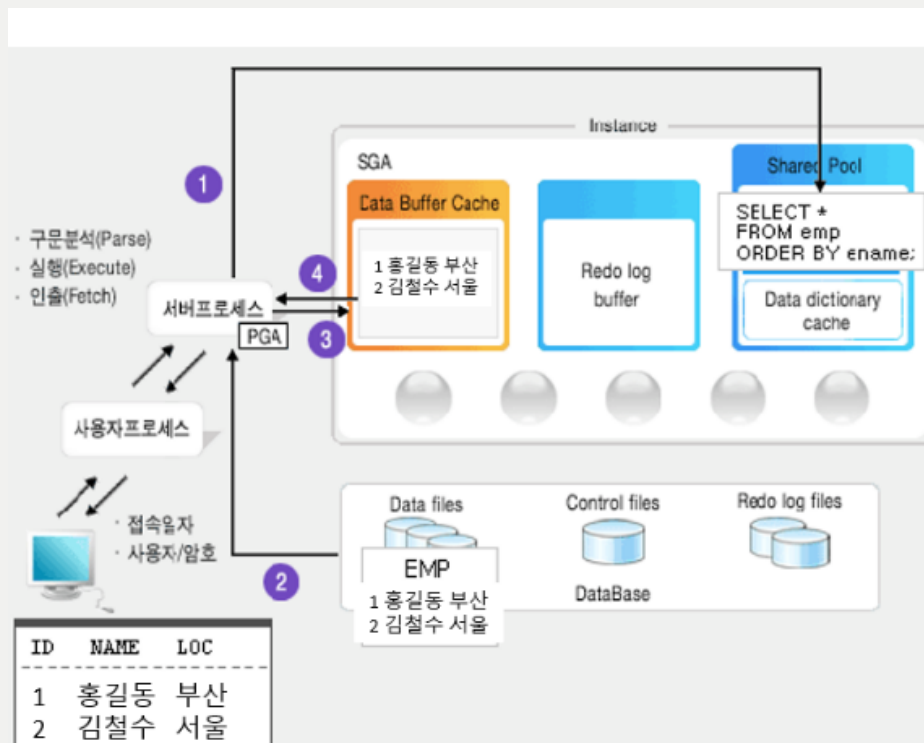 Instance
SGA
Shared Pool
1
Data Buffer Cache
SELECT *
FROM emp
ORDER BY ename;
· 구문분석(Parse)
· 실행(Execute)
· 인출(Fetch)
4
1 홍길동 부산
2 김철수 서울
Redo log
buffer
Data dictionary
cache
서버프로세스
PGA
3
사용자프로세스
· 접속일자
· 사용자/암호
2
Data files
Control files
Redo log files
EMP
1 홍길동 부산
2 김철수 서울
DataBase
ID NAME LOC
1 홍길동 부산
2 김철수 서울